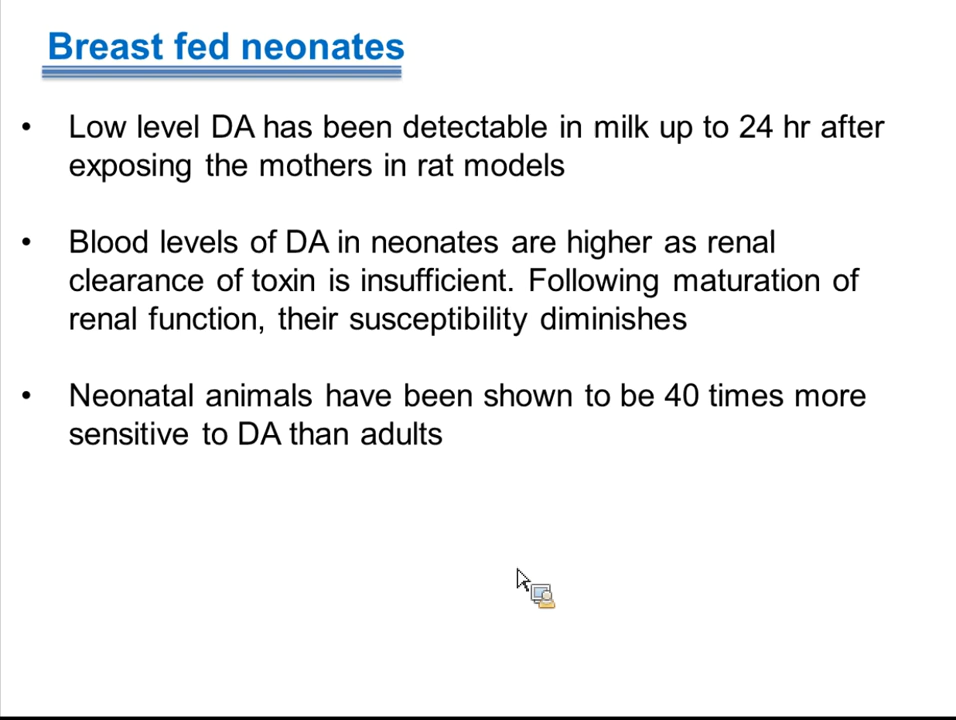 Breast fed neonates
• Low level DA has been detectable in milk up to 24 hr after
exposing the mothers in rat models
• Blood levels of DA in neonates are higher as renal
clearance of toxin is insufficient. Following maturation of
renal function, their susceptibility diminishes
• Neonatal animals have been shown to be 40 times more
sensitive to DA than adults